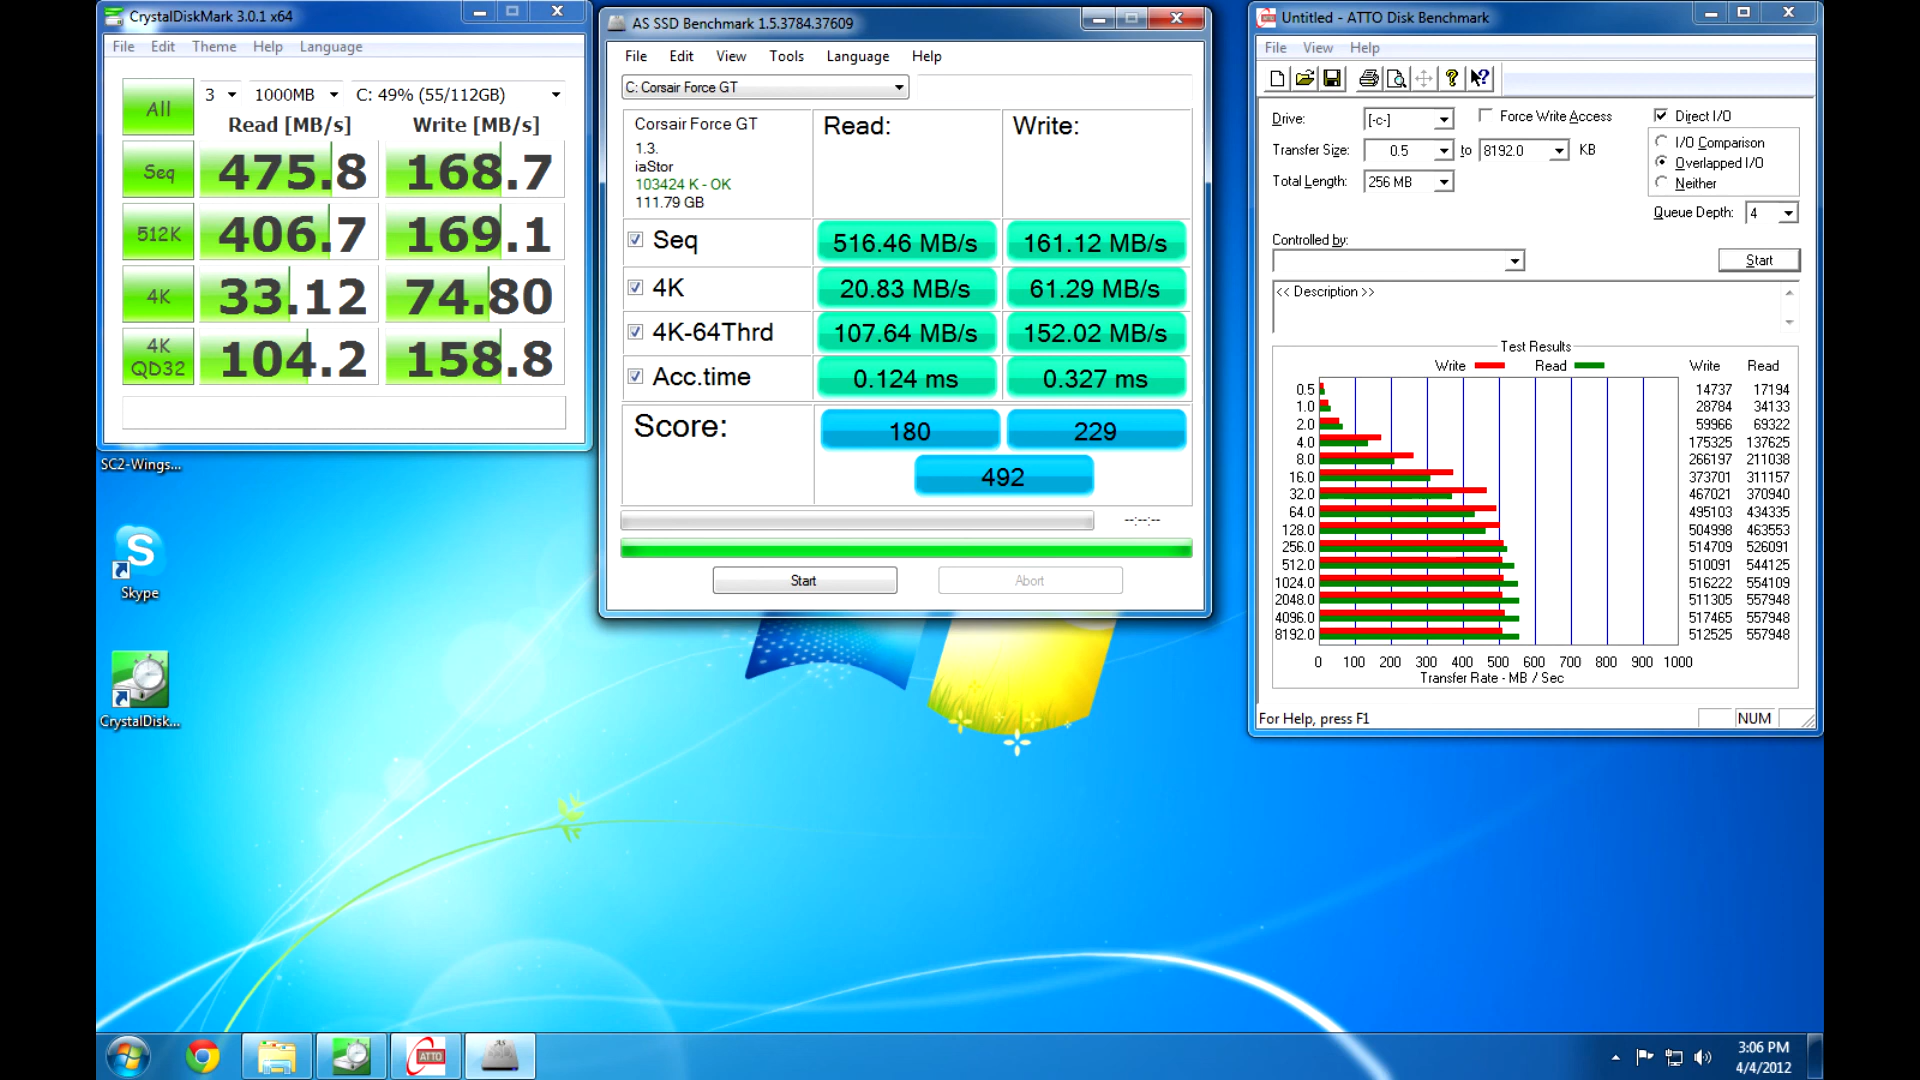 CrystalDiskMark 3.0.1 x64
File Edit Theme Help Language
All 3 1000MB C: 49% (55/112GB)
Read [MB/s] Write [MB/s]
Seq 475.8 168.7
512K 406.7 169.1
4K 33.12 74.80
4K QD32 104.2 158.8
AS SSD Benchmark 1.5.3784.37609
File Edit View Tools Language Help
C: Corsair Force GT
Corsair Force GT Read: Write:
1.3.
iaStor
103424 K - OK
111.79 GB
Seq 516.46 MB/s 161.12 MB/s
4K 20.83 MB/s 61.29 MB/s
4K-64Thrd 107.64 MB/s 152.02 MB/s
Acc.time 0.124 ms 0.327 ms
Score: 180 229
492
--:--:--
Start Abort
Untitled - ATTO Disk Benchmark
File View Help
Drive: [-c-] Force Write Access Direct I/O
Transfer Size: 0.5 to 8192.0 KB
Total Length: 256 MB
I/O Comparison
Overlapped I/O
Neither
Queue Depth: 4
Controlled by:
Start
<< Description >>
Test Results
Write Read Write Read
0.5 14737 17194
1.0 28784 34133
2.0 59966 69322
4.0 175325 137625
8.0 266197 211038
16.0 373701 311157
32.0 467021 370940
64.0 495103 434335
128.0 504998 463553
256.0 514709 526091
512.0 510091 544125
1024.0 516222 554109
2048.0 511305 557948
4096.0 517465 557948
8192.0 512525 557948
0 100 200 300 400 500 600 700 800 900 1000
Transfer Rate - MB / Sec
For Help, press F1 NUM
SC2-Wings...
Skype
CrystalDisk...
ATTO
AS
3:06 PM
4/4/2012